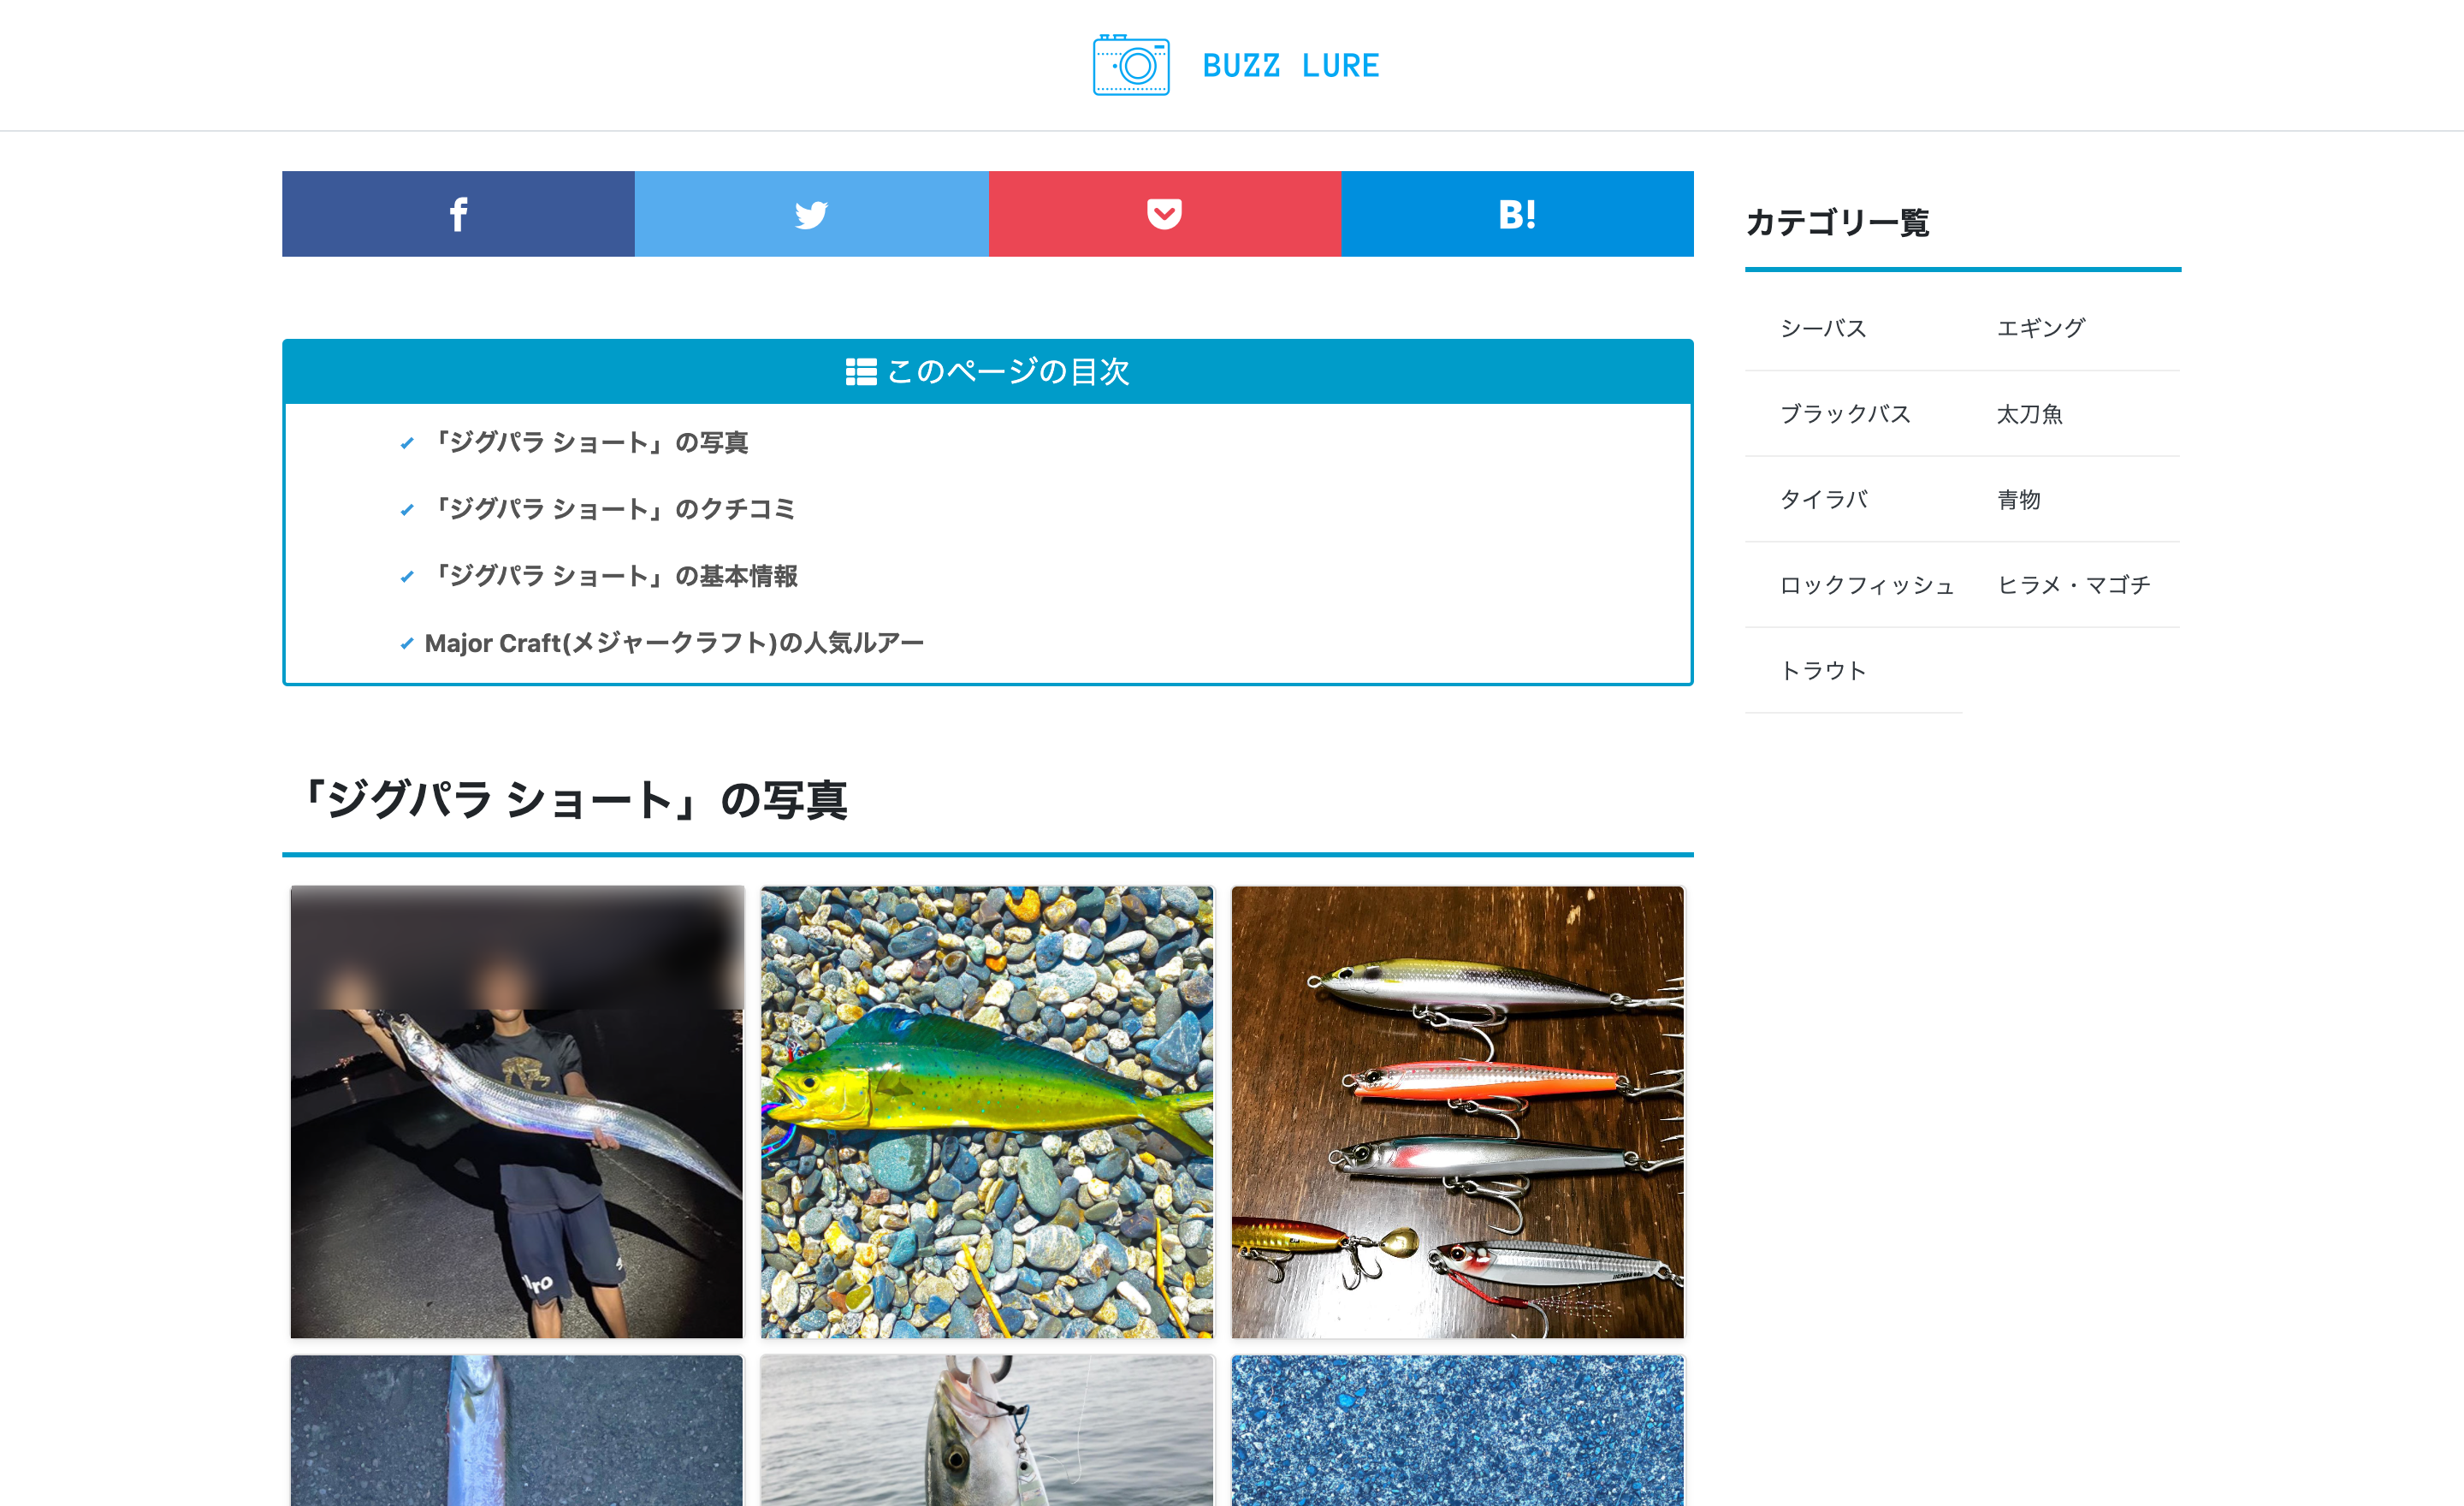 BUZZ LURE
B!
このページの目次
「ジグパラ ショート」の写真
「ジグパラ ショート」のクチコミ
「ジグパラ ショート」の基本情報
Major Craft(メジャークラフト)の人気ルアー
「ジグパラ ショート」の写真
カテゴリ一覧
シーバス エギング
ブラックバス 太刀魚
タイラバ 青物
ロックフィッシュ ヒラメ・マゴチ
トラウト